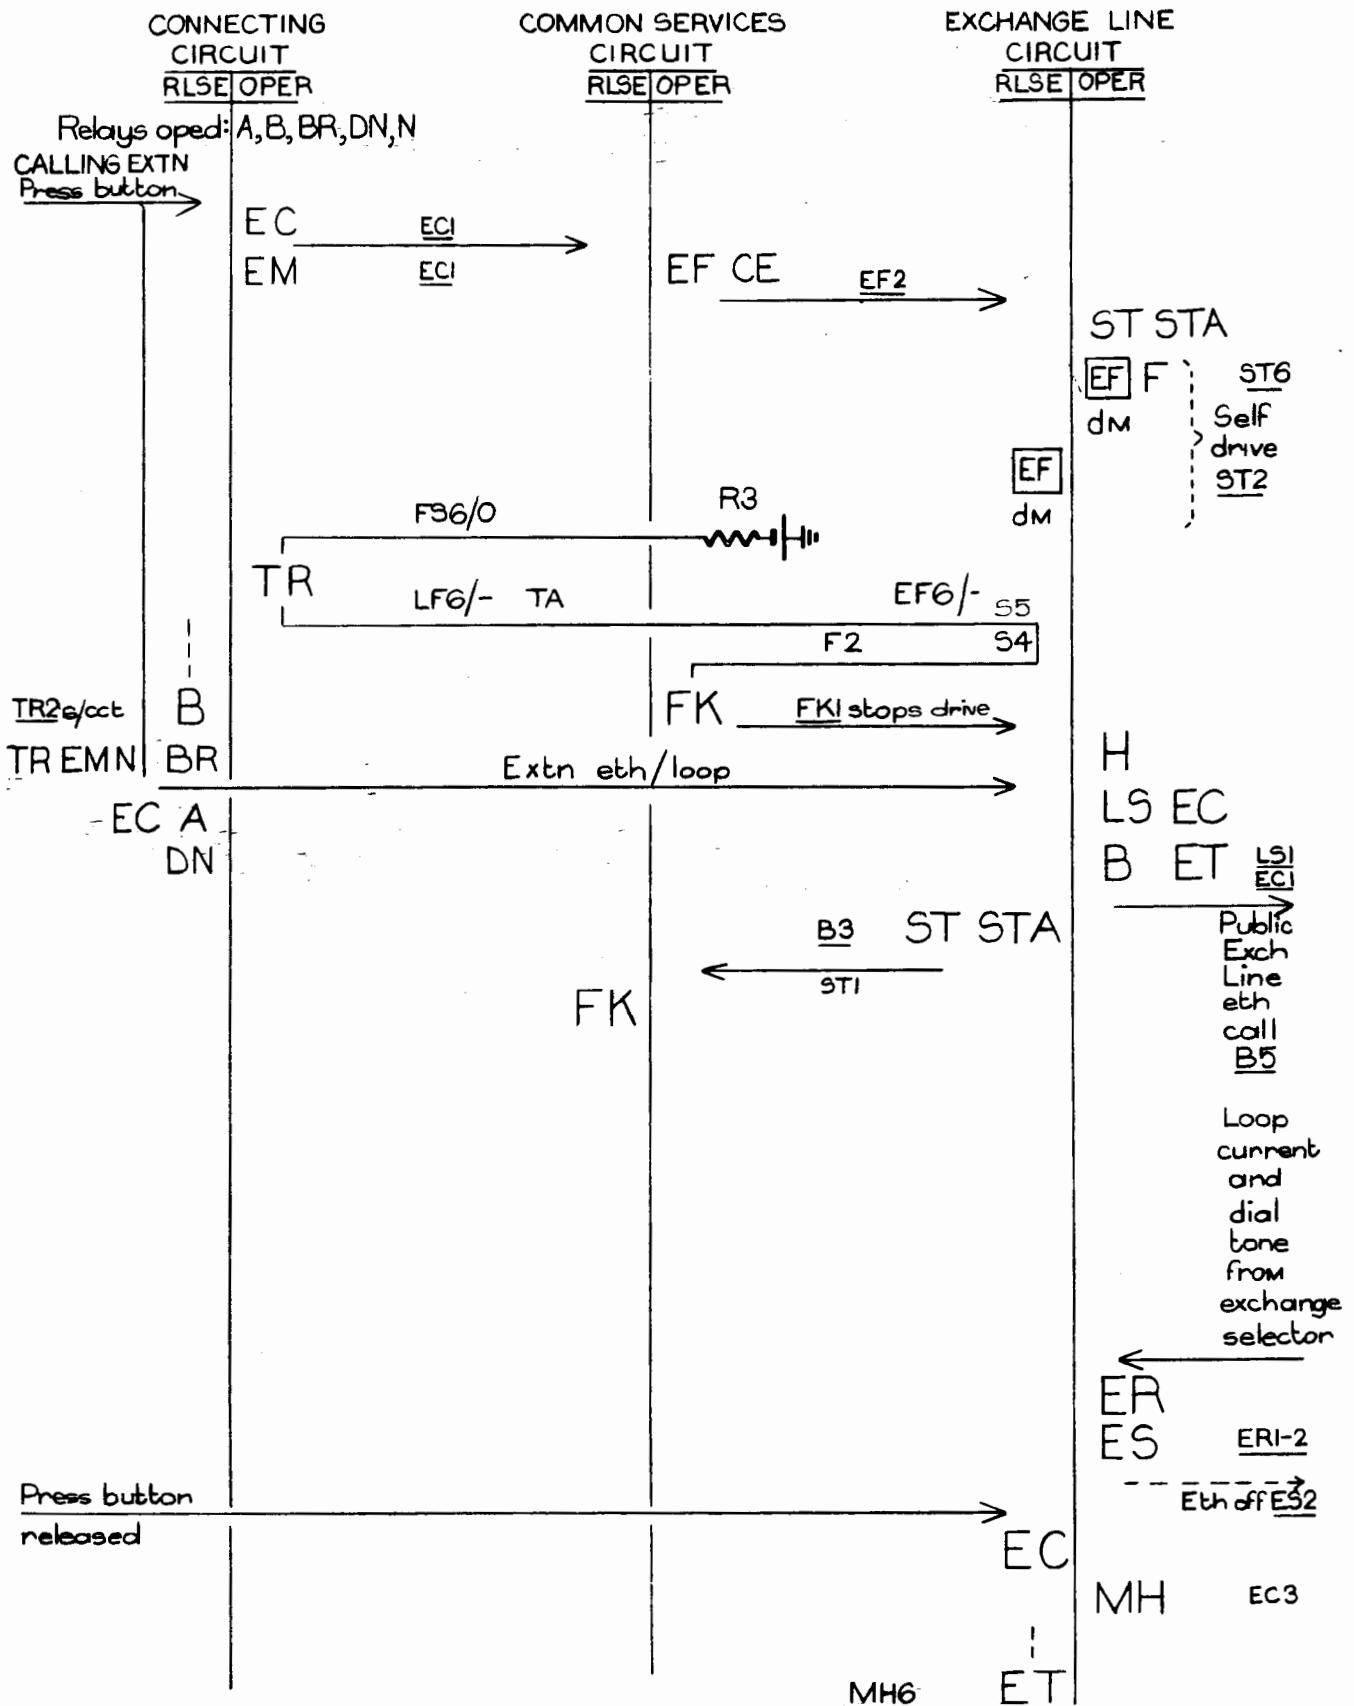 CONNECTING CIRCUIT
COMMON SERVICES CIRCUIT
EXCHANGE LINE CIRCUIT
RLSE OPER
RLSE OPER
RLSE OPER
Relays oped: A, B, BR, DN, N
CALLING EXTN
Press button
EC EC1
EM EC1
EF CE EF2
ST STA
EF F ST6
dM Self
drive
EF ST2
dM
FS6/0 R3
TR
LF6/- TA EF6/- S5
F2 S4
TR2 e/cct B FK FK1 stops drive
TR EM N BR H
Extn eth/loop
EC A LS EC
DN B ET LS1
EC1
B3 ST STA
ST1
FK
Public
Exch
Line
eth
call
B5
Loop
current
and
dial
tone
from
exchange
selector
ER
ES ER1-2
Eth off ES2
Press button
released
EC
MH EC3
MH6 ET